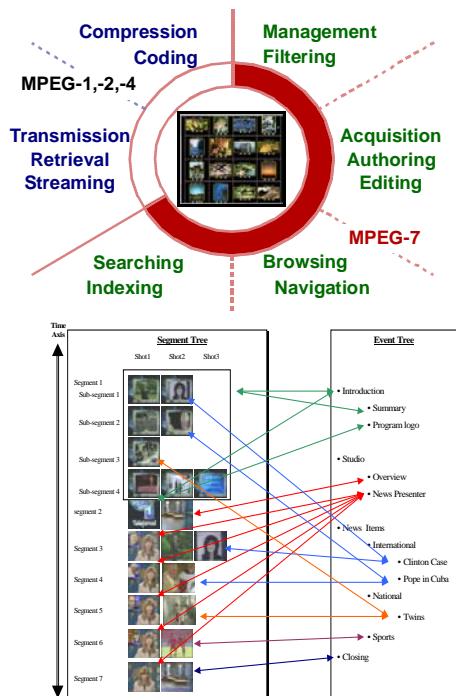 Compression
Coding
Management
Filtering
MPEG-1,-2,-4
Transmission
Retrieval
Streaming
Acquisition
Authoring
Editing
MPEG-7
Searching
Indexing
Browsing
Navigation
Time
Axis
Segment Tree
Event Tree
Shot1 Shot2 Shot3
Segment 1
Sub-segment 1
• Introduction
• Summary
Sub-segment 2
• Program logo
Sub-segment 3
• Studio
Sub-segment 4
• Overview
• News Presenter
segment 2
• News Items
Segment 3
• International
• Clinton Case
Segment 4
• Pope in Cuba
• National
Segment 5
• Twins
Segment 6
• Sports
• Closing
Segment 7